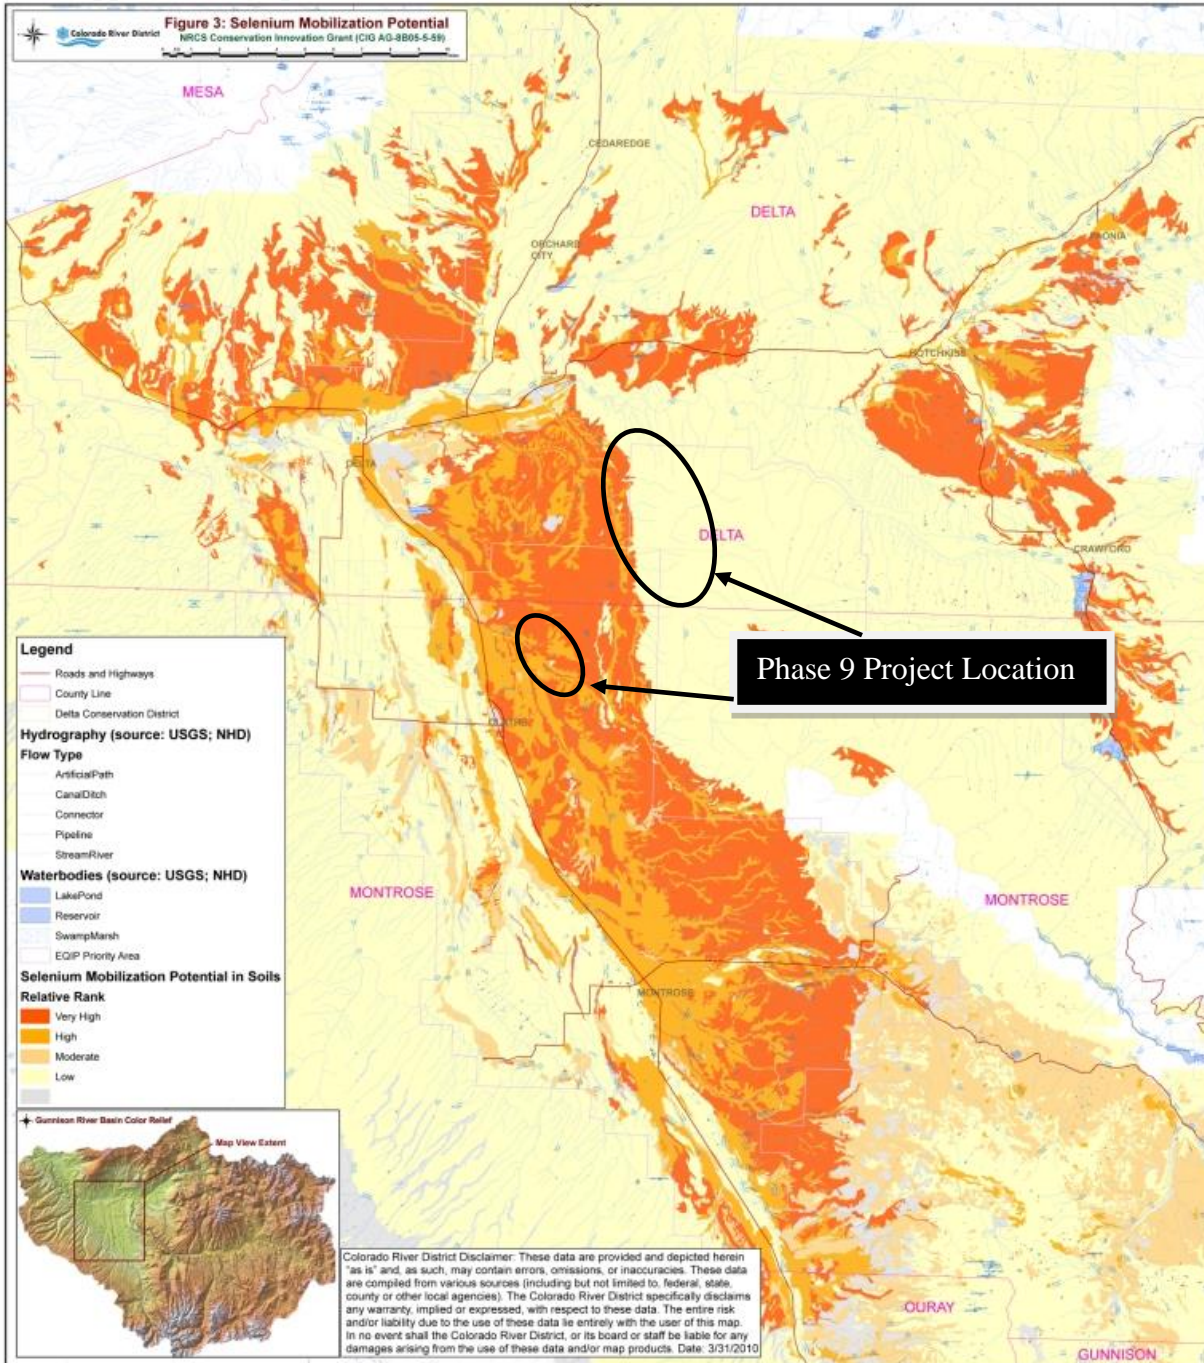 Figure 3: Selenium Mobilization Potential
Colorado River District
NRCS Conservation Innovation Grant (CIG AG-8B05-5-59)
MESA
CEDAREDGE
DELTA
ORCHARD
CITY
PAONIA
HOTCHKISS
DELTA
DELTA
CRAWFORD
Phase 9 Project Location
OLATHE
MONTROSE
MONTROSE
MONTROSE
OURAY
GUNNISON
Legend
Roads and Highways
County Line
Delta Conservation District
Hydrography (source: USGS; NHD)
Flow Type
ArtificialPath
CanalDitch
Connector
Pipeline
StreamRiver
Waterbodies (source: USGS; NHD)
LakePond
Reservoir
SwampMarsh
EQIP Priority Area
Selenium Mobilization Potential in Soils
Relative Rank
Very High
High
Moderate
Low
Gunnison River Basin Color Relief
Map View Extent
Colorado River District Disclaimer: These data are provided and depicted herein
"as is" and, as such, may contain errors, omissions, or inaccuracies. These data
are compiled from various sources (including but not limited to, federal, state,
county or other local agencies). The Colorado River District specifically disclaims
any warranty, implied or expressed, with respect to these data. The entire risk
and/or liability due to the use of these data lie entirely with the user of this map.
In no event shall the Colorado River District, or its board or staff be liable for any
damages arising from the use of these data and/or map products. Date: 3/31/2010